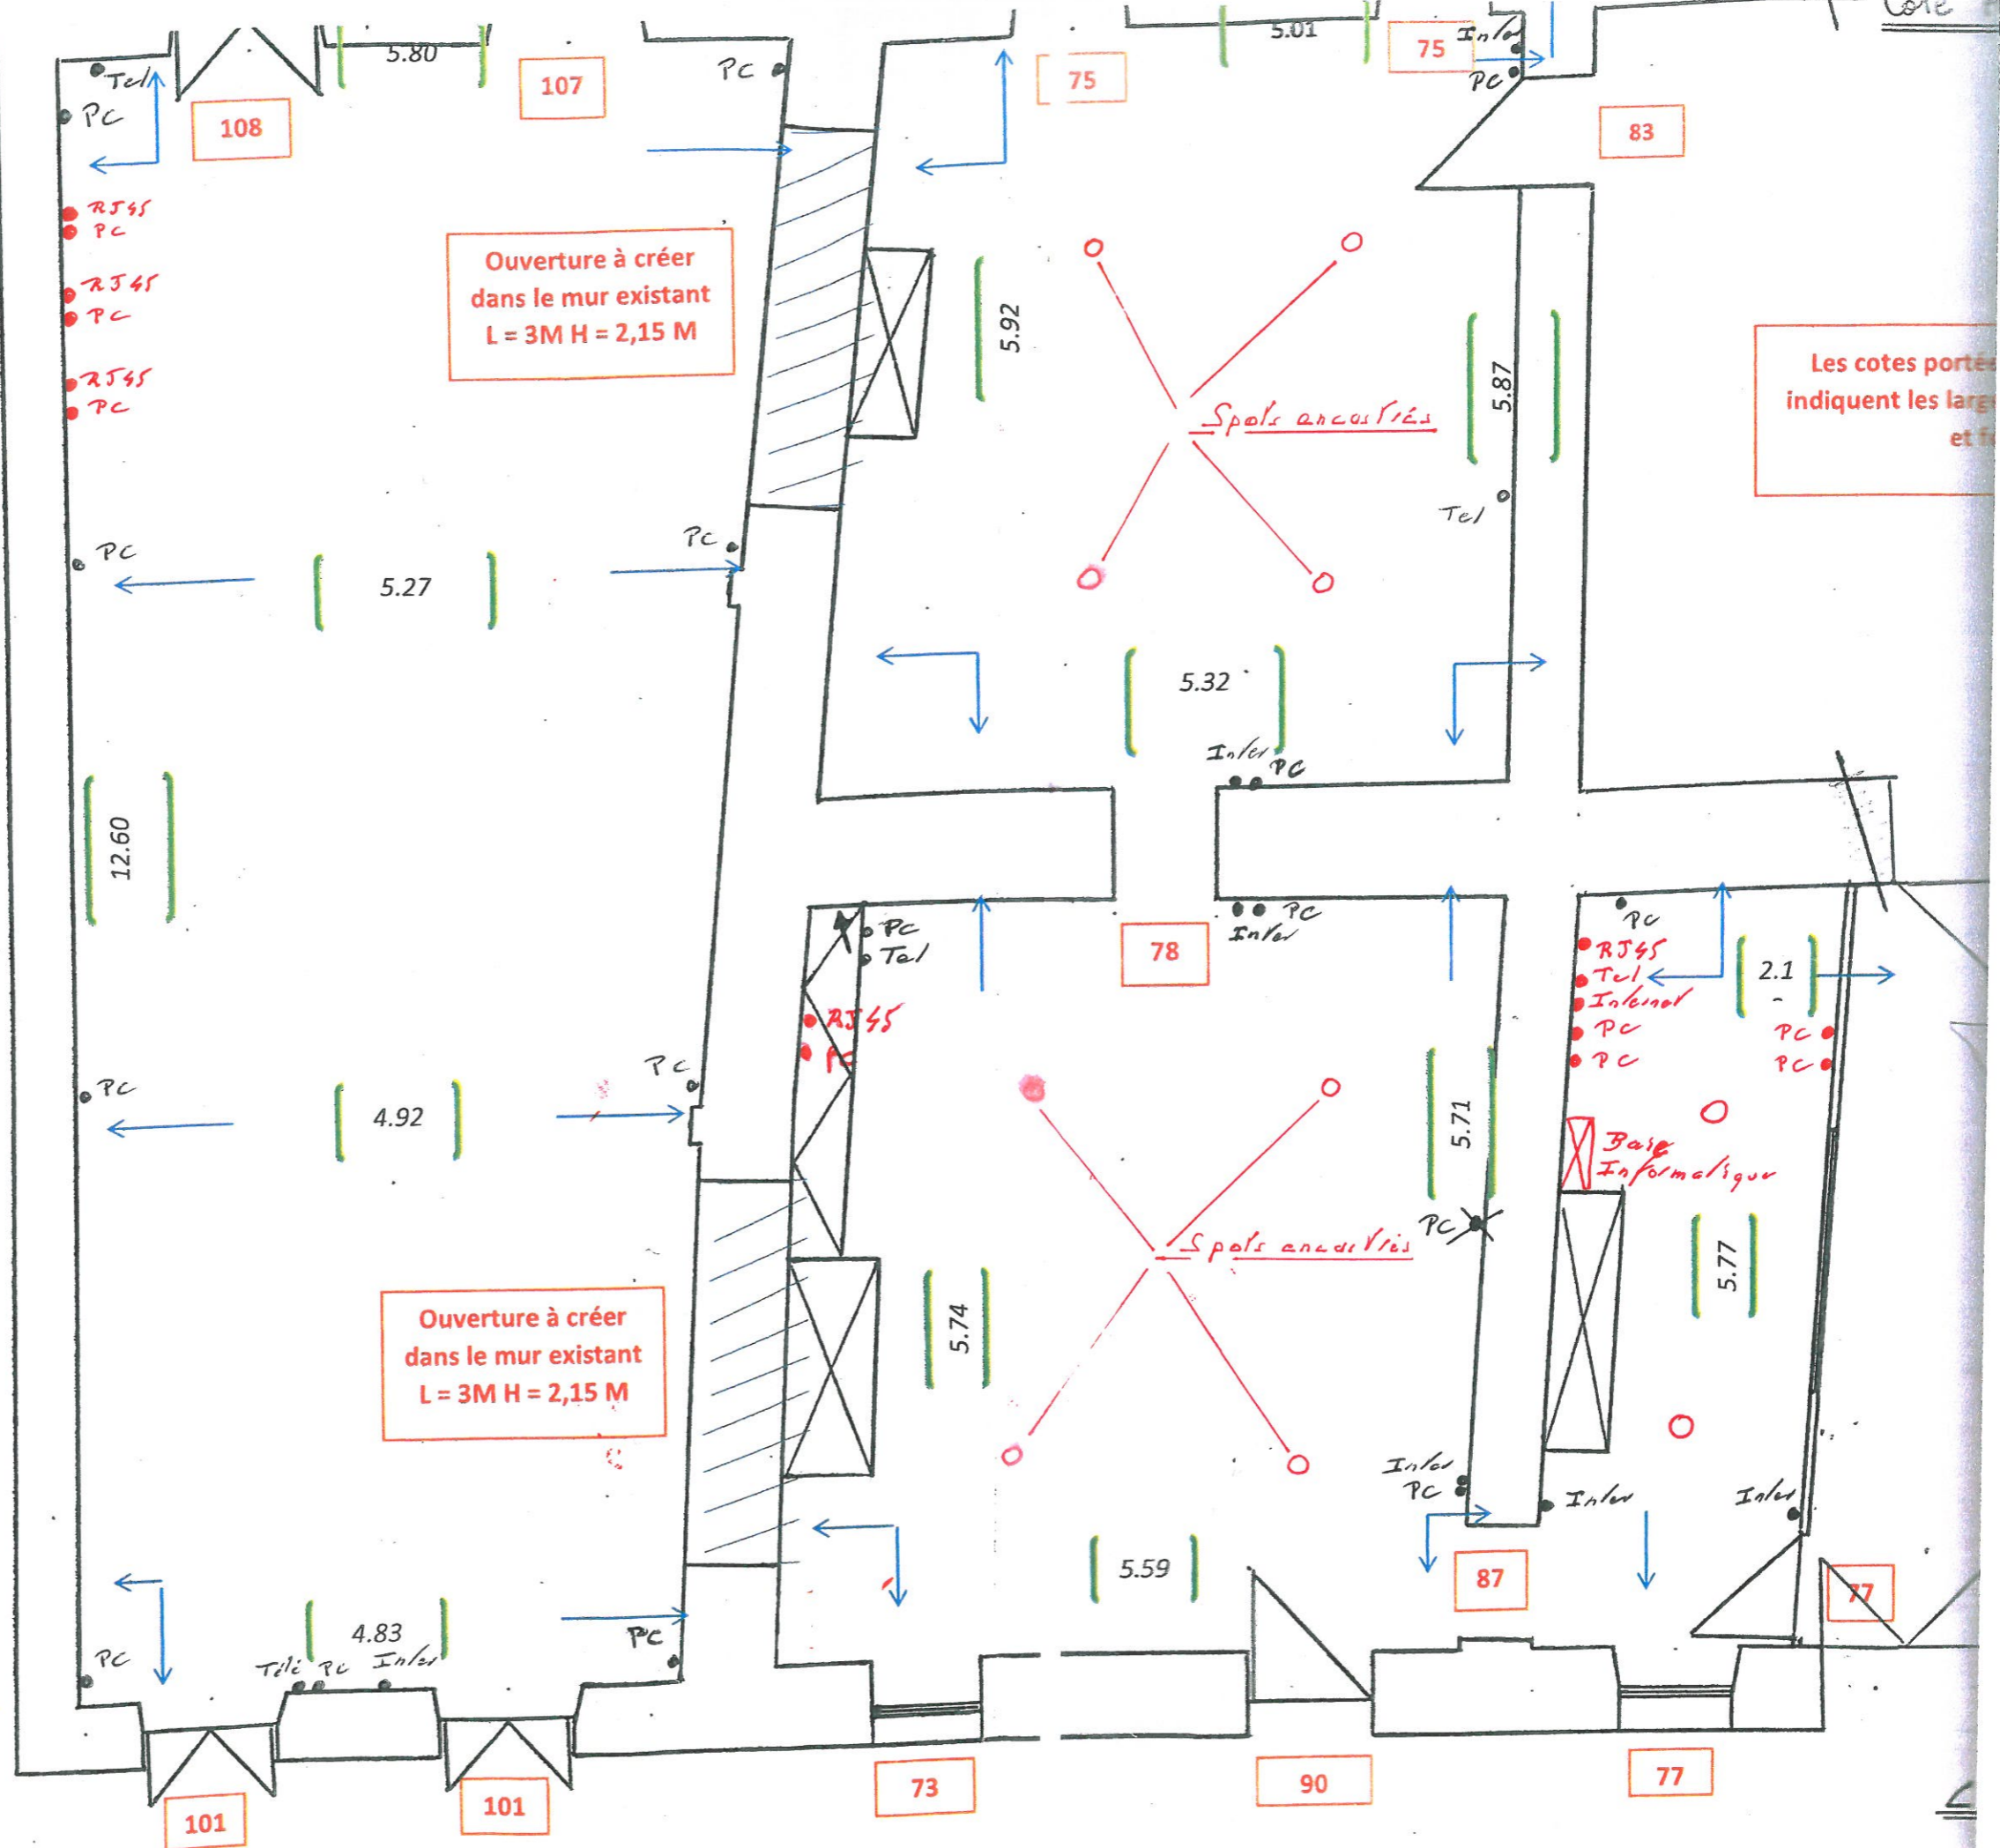 5.80
5.01
Inter
75
Tel
PC
108
107
PC
75
PC
83
RJ45
PC
RJ45
PC
RJ45
PC
Ouverture à créer
dans le mur existant
L = 3M H = 2,15 M
5.92
5.87
Les cotes
indiquent les
et
Spots encastrés
Tel
PC
PC
5.27
5.32
Inter PC
12.60
PC
Tel
78
PC
Inter
PC
RJ45
Tel
Internet
PC
PC
2.1
PC
PC
RJ45
PC
PC
PC
4.92
5.71
Base
Informatique
PC
Spots encastrés
5.74
5.77
Ouverture à créer
dans le mur existant
L = 3M H = 2,15 M
Inter
PC
Inter
Inter
5.59
87
77
4.83
PC
PC
Télé PC Inter
101
101
73
90
77